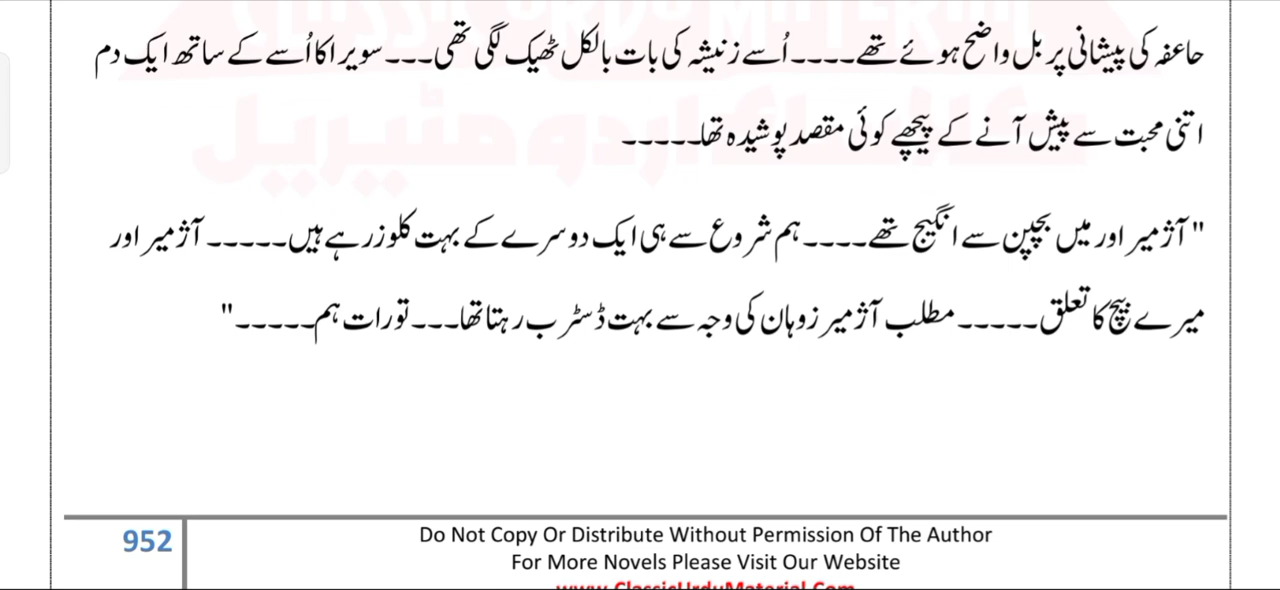 حاعفہ کی پیشانی پر بل واضح ہوئے تھے۔۔۔۔ اُسے زنیشہ کی بات بالکل ٹھیک لگی تھی۔۔۔ سویرا کا اُسے کے ساتھ ایک دم
اتنی محبت سے پیش آنے کے پیچھے کوئی مقصد پوشیدہ تھا۔۔۔۔۔
" آژمیر اور میں بچپن سے انگیج تھے۔۔۔۔ ہم شروع سے ہی ایک دوسرے کے بہت کلوز رہے ہیں۔۔۔۔۔ آژمیر اور
میرے بیچ کا تعلق۔۔۔۔۔ مطلب آژمیر زوہان کی وجہ سے بہت ڈسٹرب رہتا تھا۔۔۔ تو رات ہم۔۔۔۔۔"
952
Do Not Copy Or Distribute Without Permission Of The Author
For More Novels Please Visit Our Website
www.ClassicUrduMaterial.Com